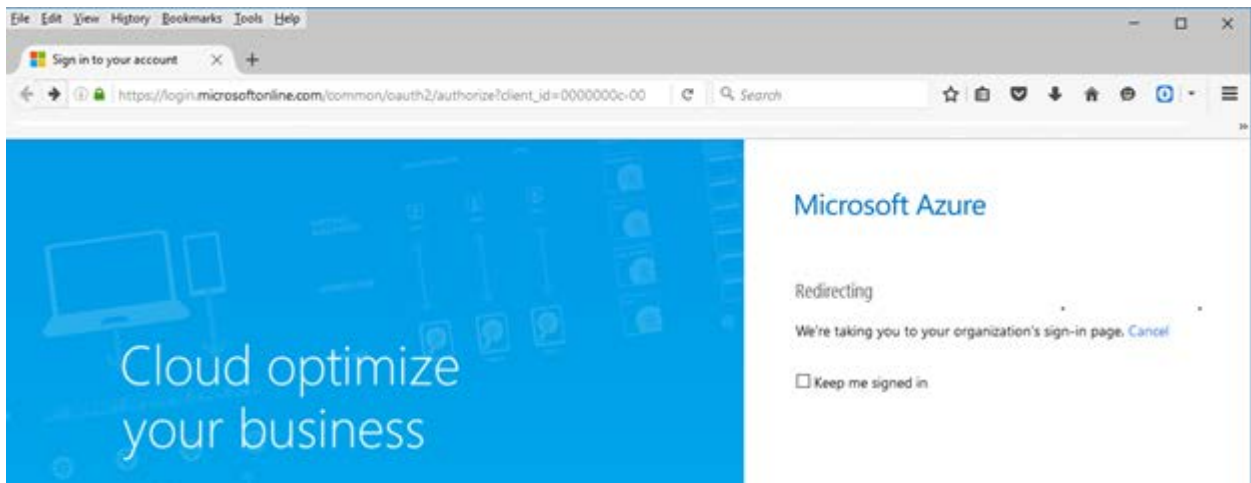 File Edit View History Bookmarks Tools Help
Sign in to your account
https://login.microsoftonline.com/common/oauth2/authorize?client_id=0000000c-00
Search
Microsoft Azure
Redirecting
We're taking you to your organization's sign-in page. Cancel
Keep me signed in
Cloud optimize
your business